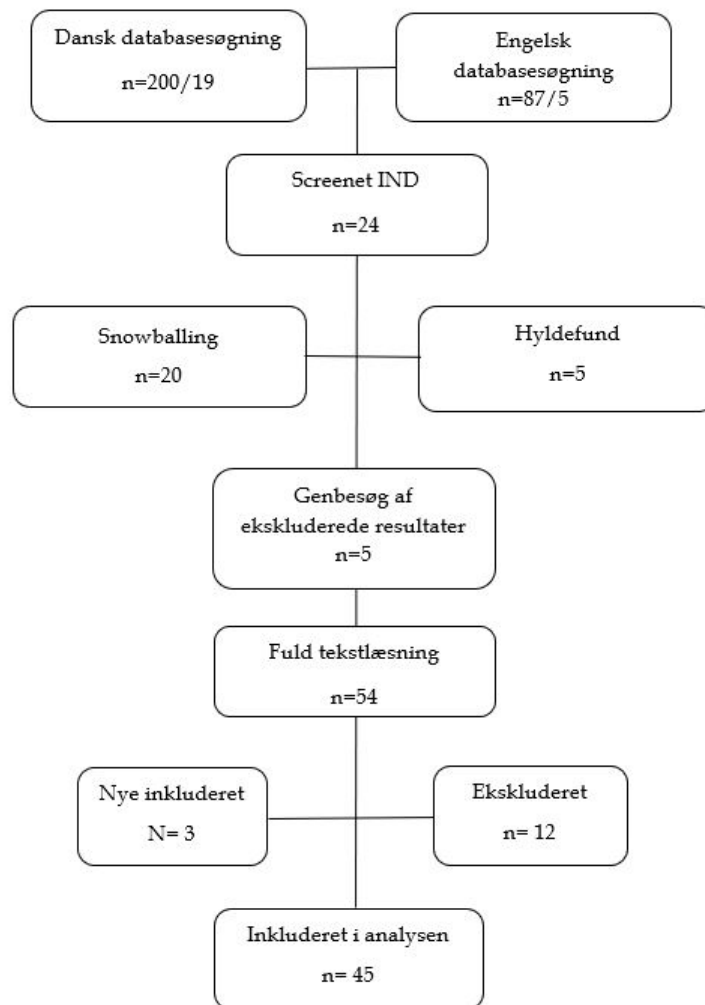 Dansk databasesøgning
n=200/19
Engelsk
databasesøgning
n=87/5
Screenet IND
n=24
Snowballing
n=20
Hyldefund
n=5
Genbesøg af
ekskluderede resultater
n=5
Fuld tekstlæsning
n=54
Nye inkluderet
N= 3
Ekskluderet
n= 12
Inkluderet i analysen
n= 45